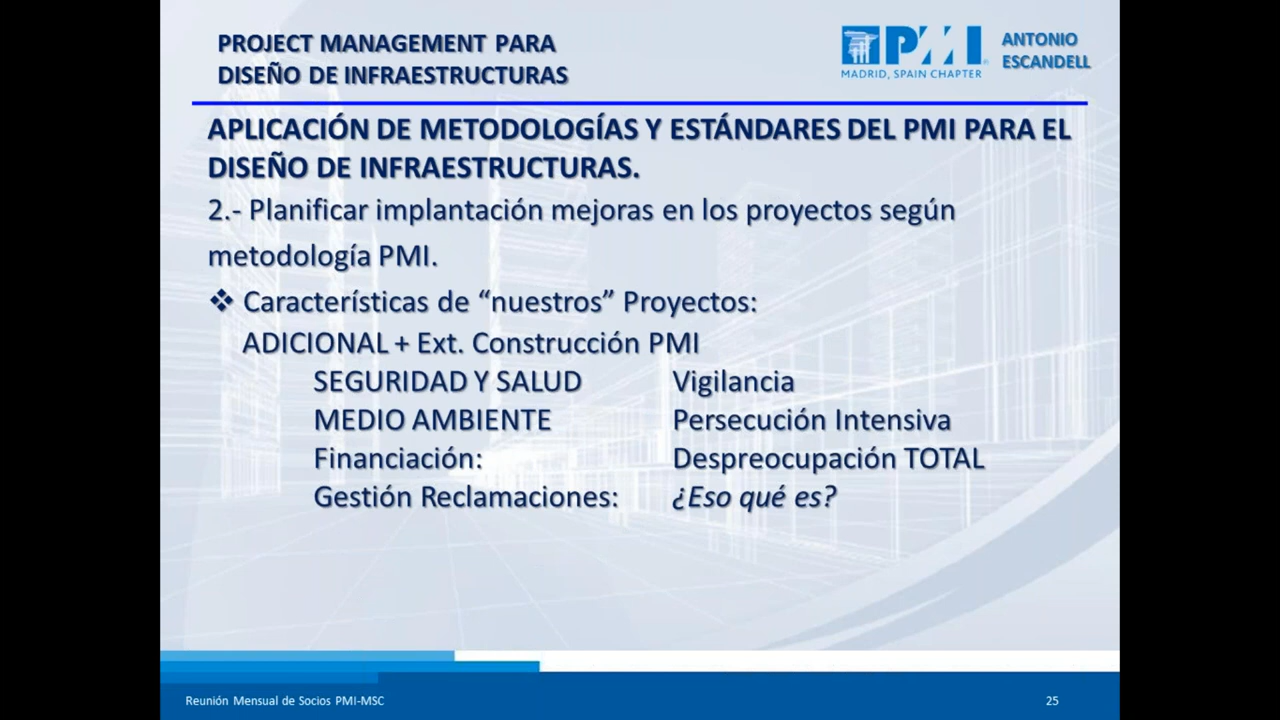 PROJECT MANAGEMENT PARA
DISEÑO DE INFRAESTRUCTURAS
PMI
MADRID, SPAIN CHAPTER
ANTONIO
ESCANDELL
APLICACIÓN DE METODOLOGÍAS Y ESTÁNDARES DEL PMI PARA EL
DISEÑO DE INFRAESTRUCTURAS.
2.- Planificar implantación mejoras en los proyectos según
metodología PMI.
❖ Características de “nuestros” Proyectos:
ADICIONAL + Ext. Construcción PMI
SEGURIDAD Y SALUD Vigilancia
MEDIO AMBIENTE Persecución Intensiva
Financiación: Despreocupación TOTAL
Gestión Reclamaciones: ¿Eso qué es?
Reunión Mensual de Socios PMI-MSC 25